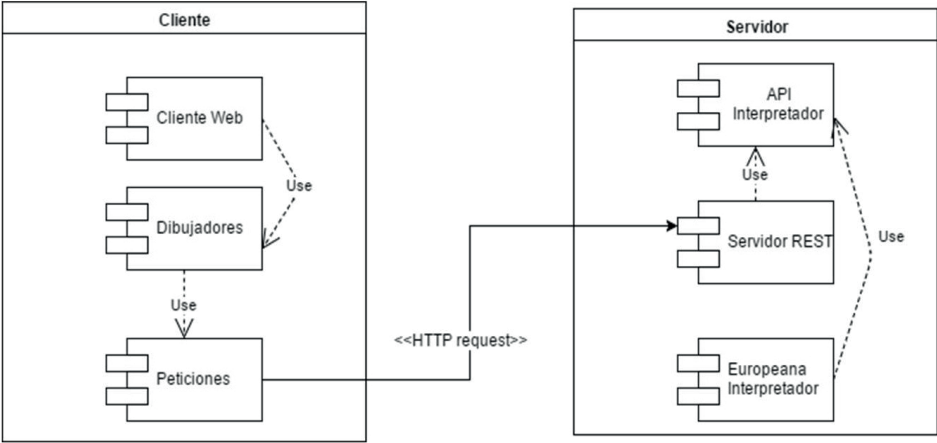 Cliente
Cliente Web
Use
Dibujadores
Use
Peticiones
<<HTTP request>>
Servidor
API
Interpretador
Use
Servidor REST
Use
Europeana
Interpretador